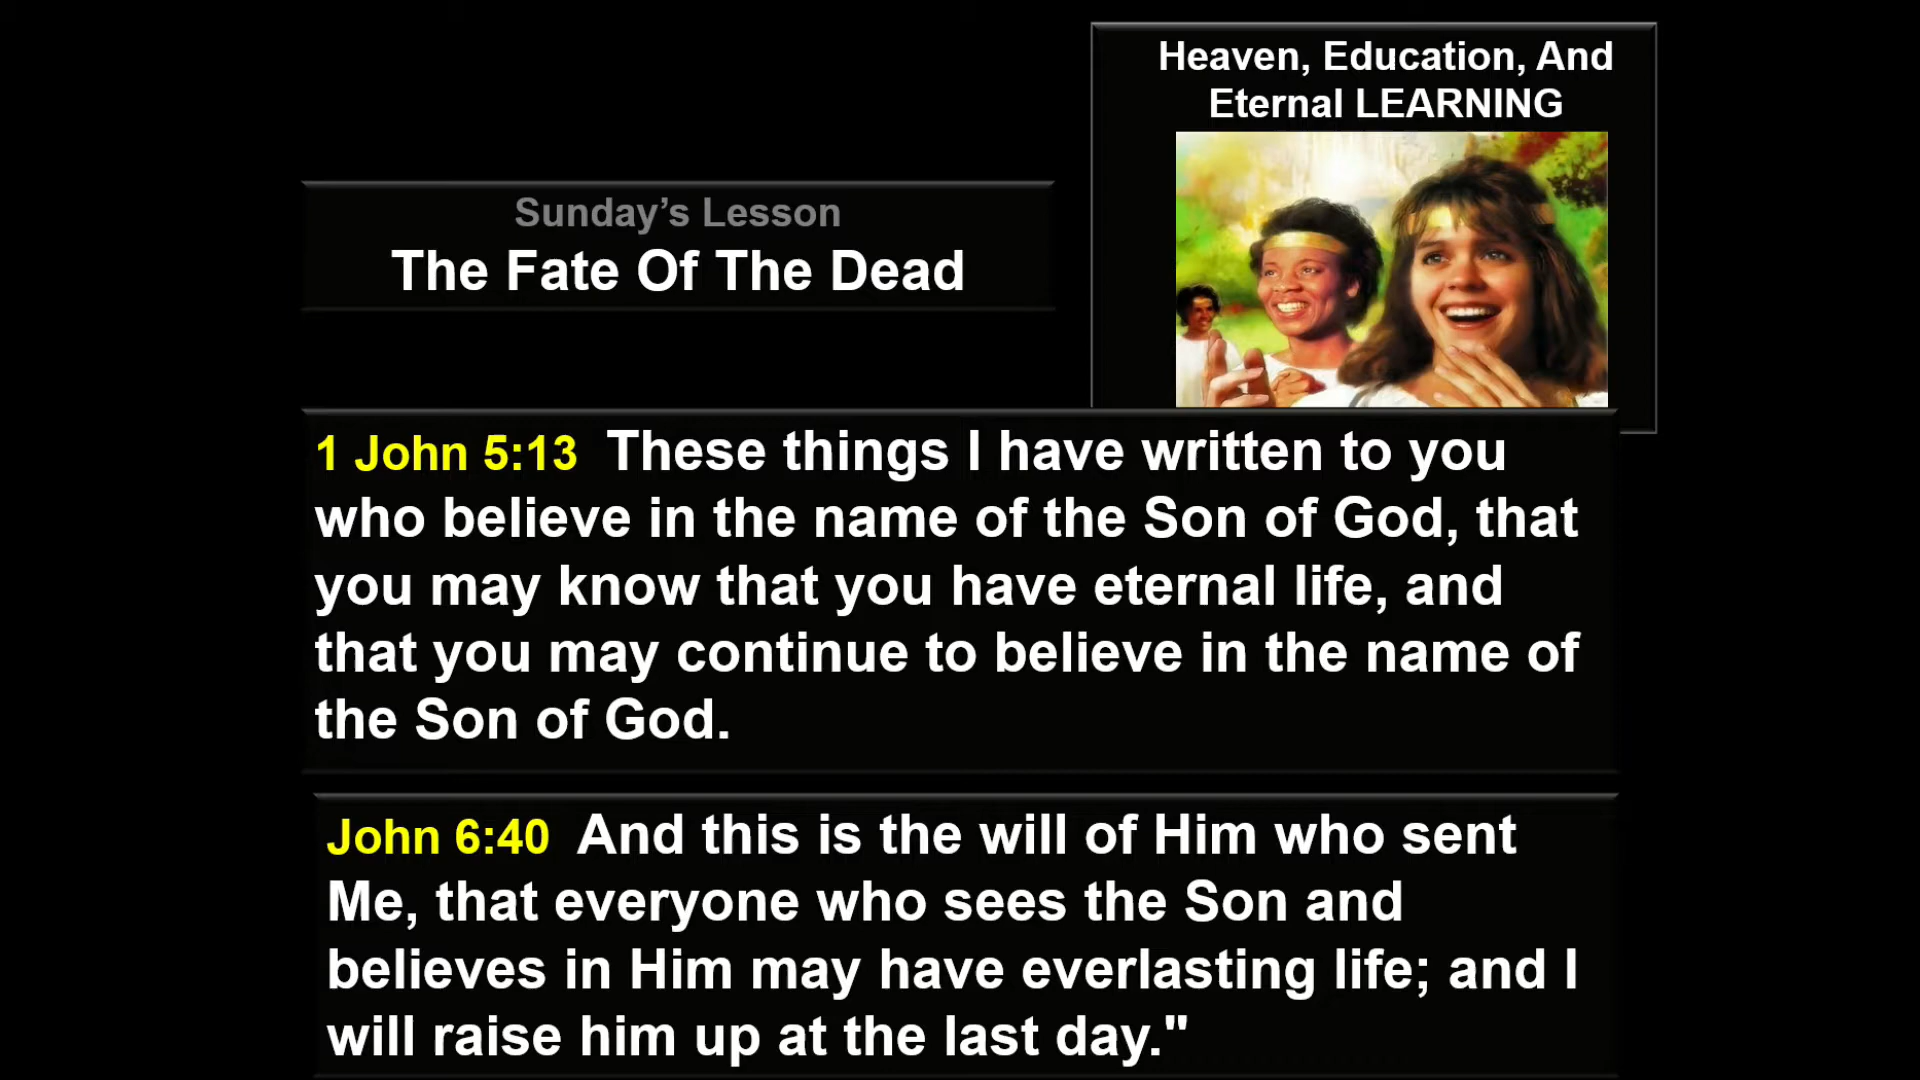 Heaven, Education, And
Eternal LEARNING
Sunday’s Lesson
The Fate Of The Dead
1 John 5:13 These things I have written to you
who believe in the name of the Son of God, that
you may know that you have eternal life, and
that you may continue to believe in the name of
the Son of God.
John 6:40 And this is the will of Him who sent
Me, that everyone who sees the Son and
believes in Him may have everlasting life; and I
will raise him up at the last day."